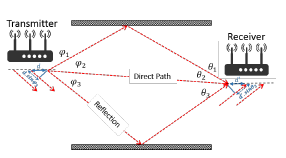 Transmitter
Receiver
φ₁
φ₂
φ₃
θ₁
θ₂
θ₃
Direct Path
Reflection
d